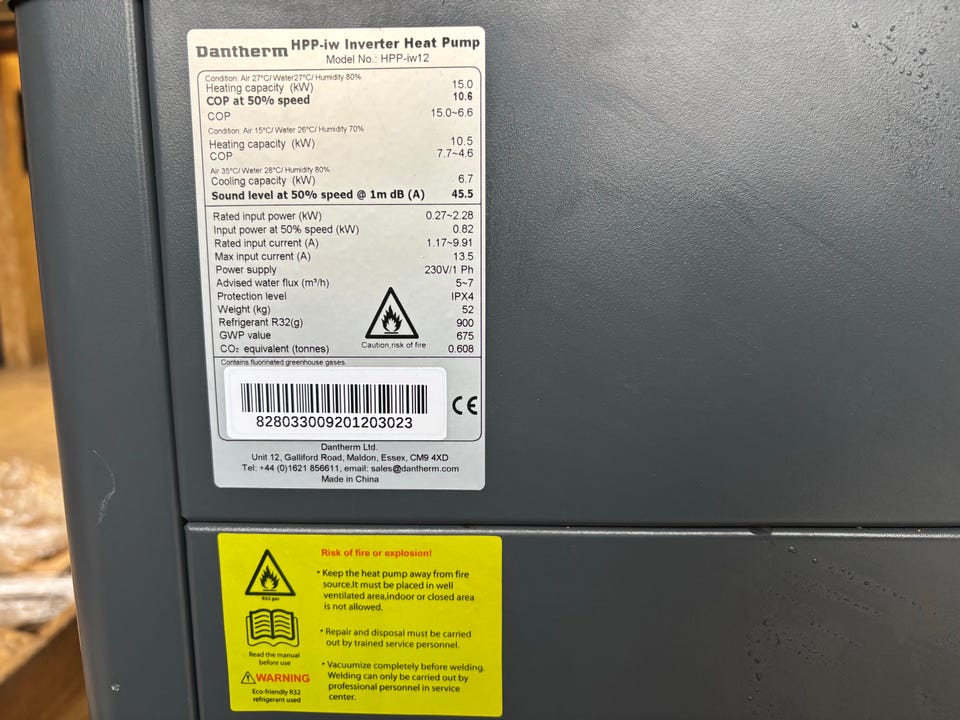 Dantherm HPP-iw Inverter Heat Pump
Model No.: HPP-iw12
Condition: Air 27°C/ Water27°C/ Humidity 80%
Heating capacity (kW) 15.0
COP at 50% speed 10.6
COP 15.0~6.6
Condition: Air 15°C/ Water 26°C/ Humidity 70%
Heating capacity (kW) 10.5
COP 7.7~4.6
Air 35°C/ Water 28°C/ Humidity 80%
Cooling capacity (kW) 6.7
Sound level at 50% speed @ 1m dB (A) 45.5
Rated input power (kW) 0.27~2.28
Input power at 50% speed (kW) 0.82
Rated input current (A) 1.17~9.91
Max input current (A) 13.5
Power supply 230V/1 Ph
Advised water flux (m³/h) 5~7
Protection level IPX4
Weight (kg) 52
Refrigerant R32(g) 900
GWP value 675
CO₂ equivalent (tonnes) 0.608
Caution,risk of fire
Contains fluorinated greenhouse gases
828033009201203023
CE
Dantherm Ltd.
Unit 12, Galliford Road, Maldon, Essex, CM9 4XD
Tel: +44 (0)1621 856611, email: sales@dantherm.com
Made in China
R32 gas
Read the manual
before use
WARNING
Eco-friendly R32
refrigerant used
Risk of fire or explosion!
• Keep the heat pump away from fire
source.It must be placed in well
ventilated area,indoor or closed area
is not allowed.
• Repair and disposal must be carried
out by trained service personnel.
• Vacuumize completely before welding.
Welding can only be carried out by
professional personnel in service
center.